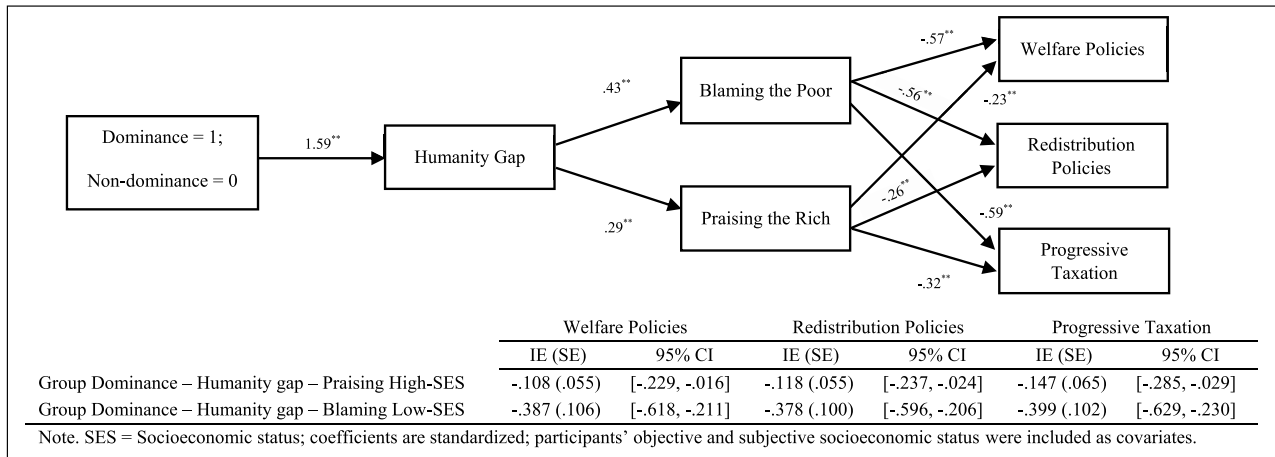 Dominance = 1;
Non-dominance = 0
1.59**
Humanity Gap
.43**
.29**
Blaming the Poor
Praising the Rich
-.57**
-.56**
-.23**
-.26**
-.59**
-.32**
Welfare Policies
Redistribution
Policies
Progressive
Taxation
Welfare Policies Redistribution Policies Progressive Taxation
IE (SE) 95% CI IE (SE) 95% CI IE (SE) 95% CI
Group Dominance – Humanity gap – Praising High-SES -.108 (.055) [-.229, -.016] -.118 (.055) [-.237, -.024] -.147 (.065) [-.285, -.029]
Group Dominance – Humanity gap – Blaming Low-SES -.387 (.106) [-.618, -.211] -.378 (.100) [-.596, -.206] -.399 (.102) [-.629, -.230]
Note. SES = Socioeconomic status; coefficients are standardized; participants' objective and subjective socioeconomic status were included as covariates.